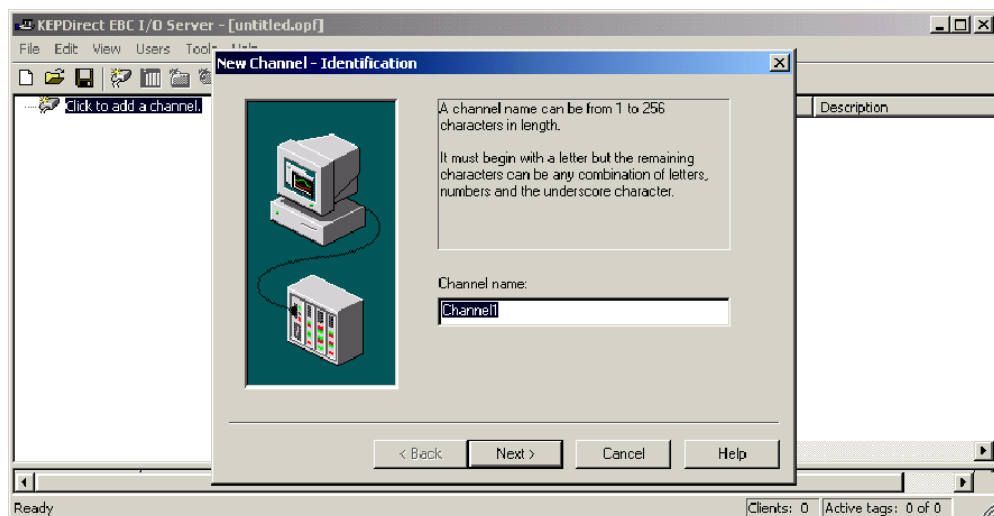 KEPDirect EBC I/O Server - [untitled.opf]
File Edit View Users
New Channel - Identification
Click to add a channel.
Description
A channel name can be from 1 to 256
characters in length.
It must begin with a letter but the remaining
characters can be any combination of letters,
numbers and the underscore character.
Channel name:
Channel1
< Back Next > Cancel Help
Ready Clients: 0 Active tags: 0 of 0